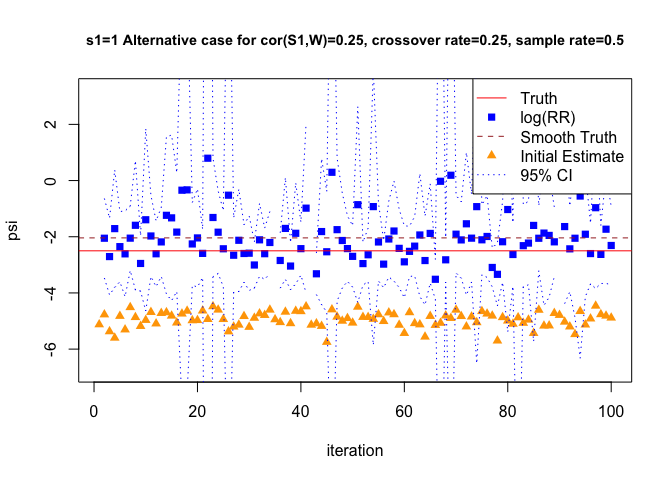 s1=1 Alternative case for cor(S1,W)=0.25, crossover rate=0.25, sample rate=0.5
Truth
log(RR)
Smooth Truth
Initial Estimate
95% CI
psi
2
0
-2
-4
-6
0 20 40 60 80 100
iteration